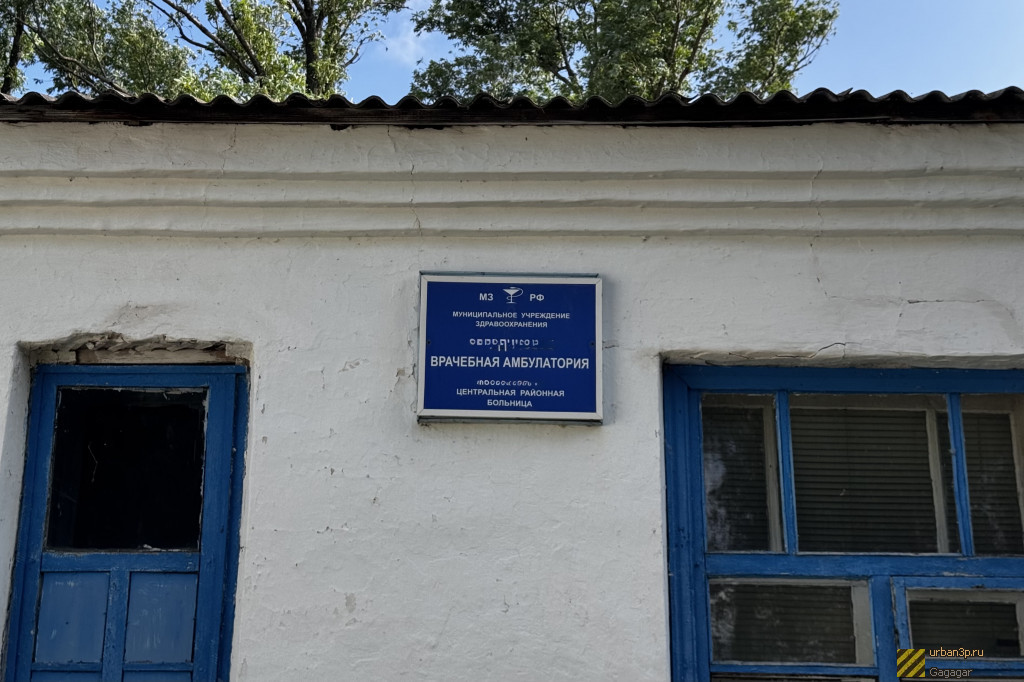 МЗ РФ
МУНИЦИПАЛЬНОЕ УЧРЕЖДЕНИЕ
ЗДРАВООХРАНЕНИЯ
ВРАЧЕБНАЯ АМБУЛАТОРИЯ
ЦЕНТРАЛЬНАЯ РАЙОННАЯ
БОЛЬНИЦА
urban3p.ru
Gagagar